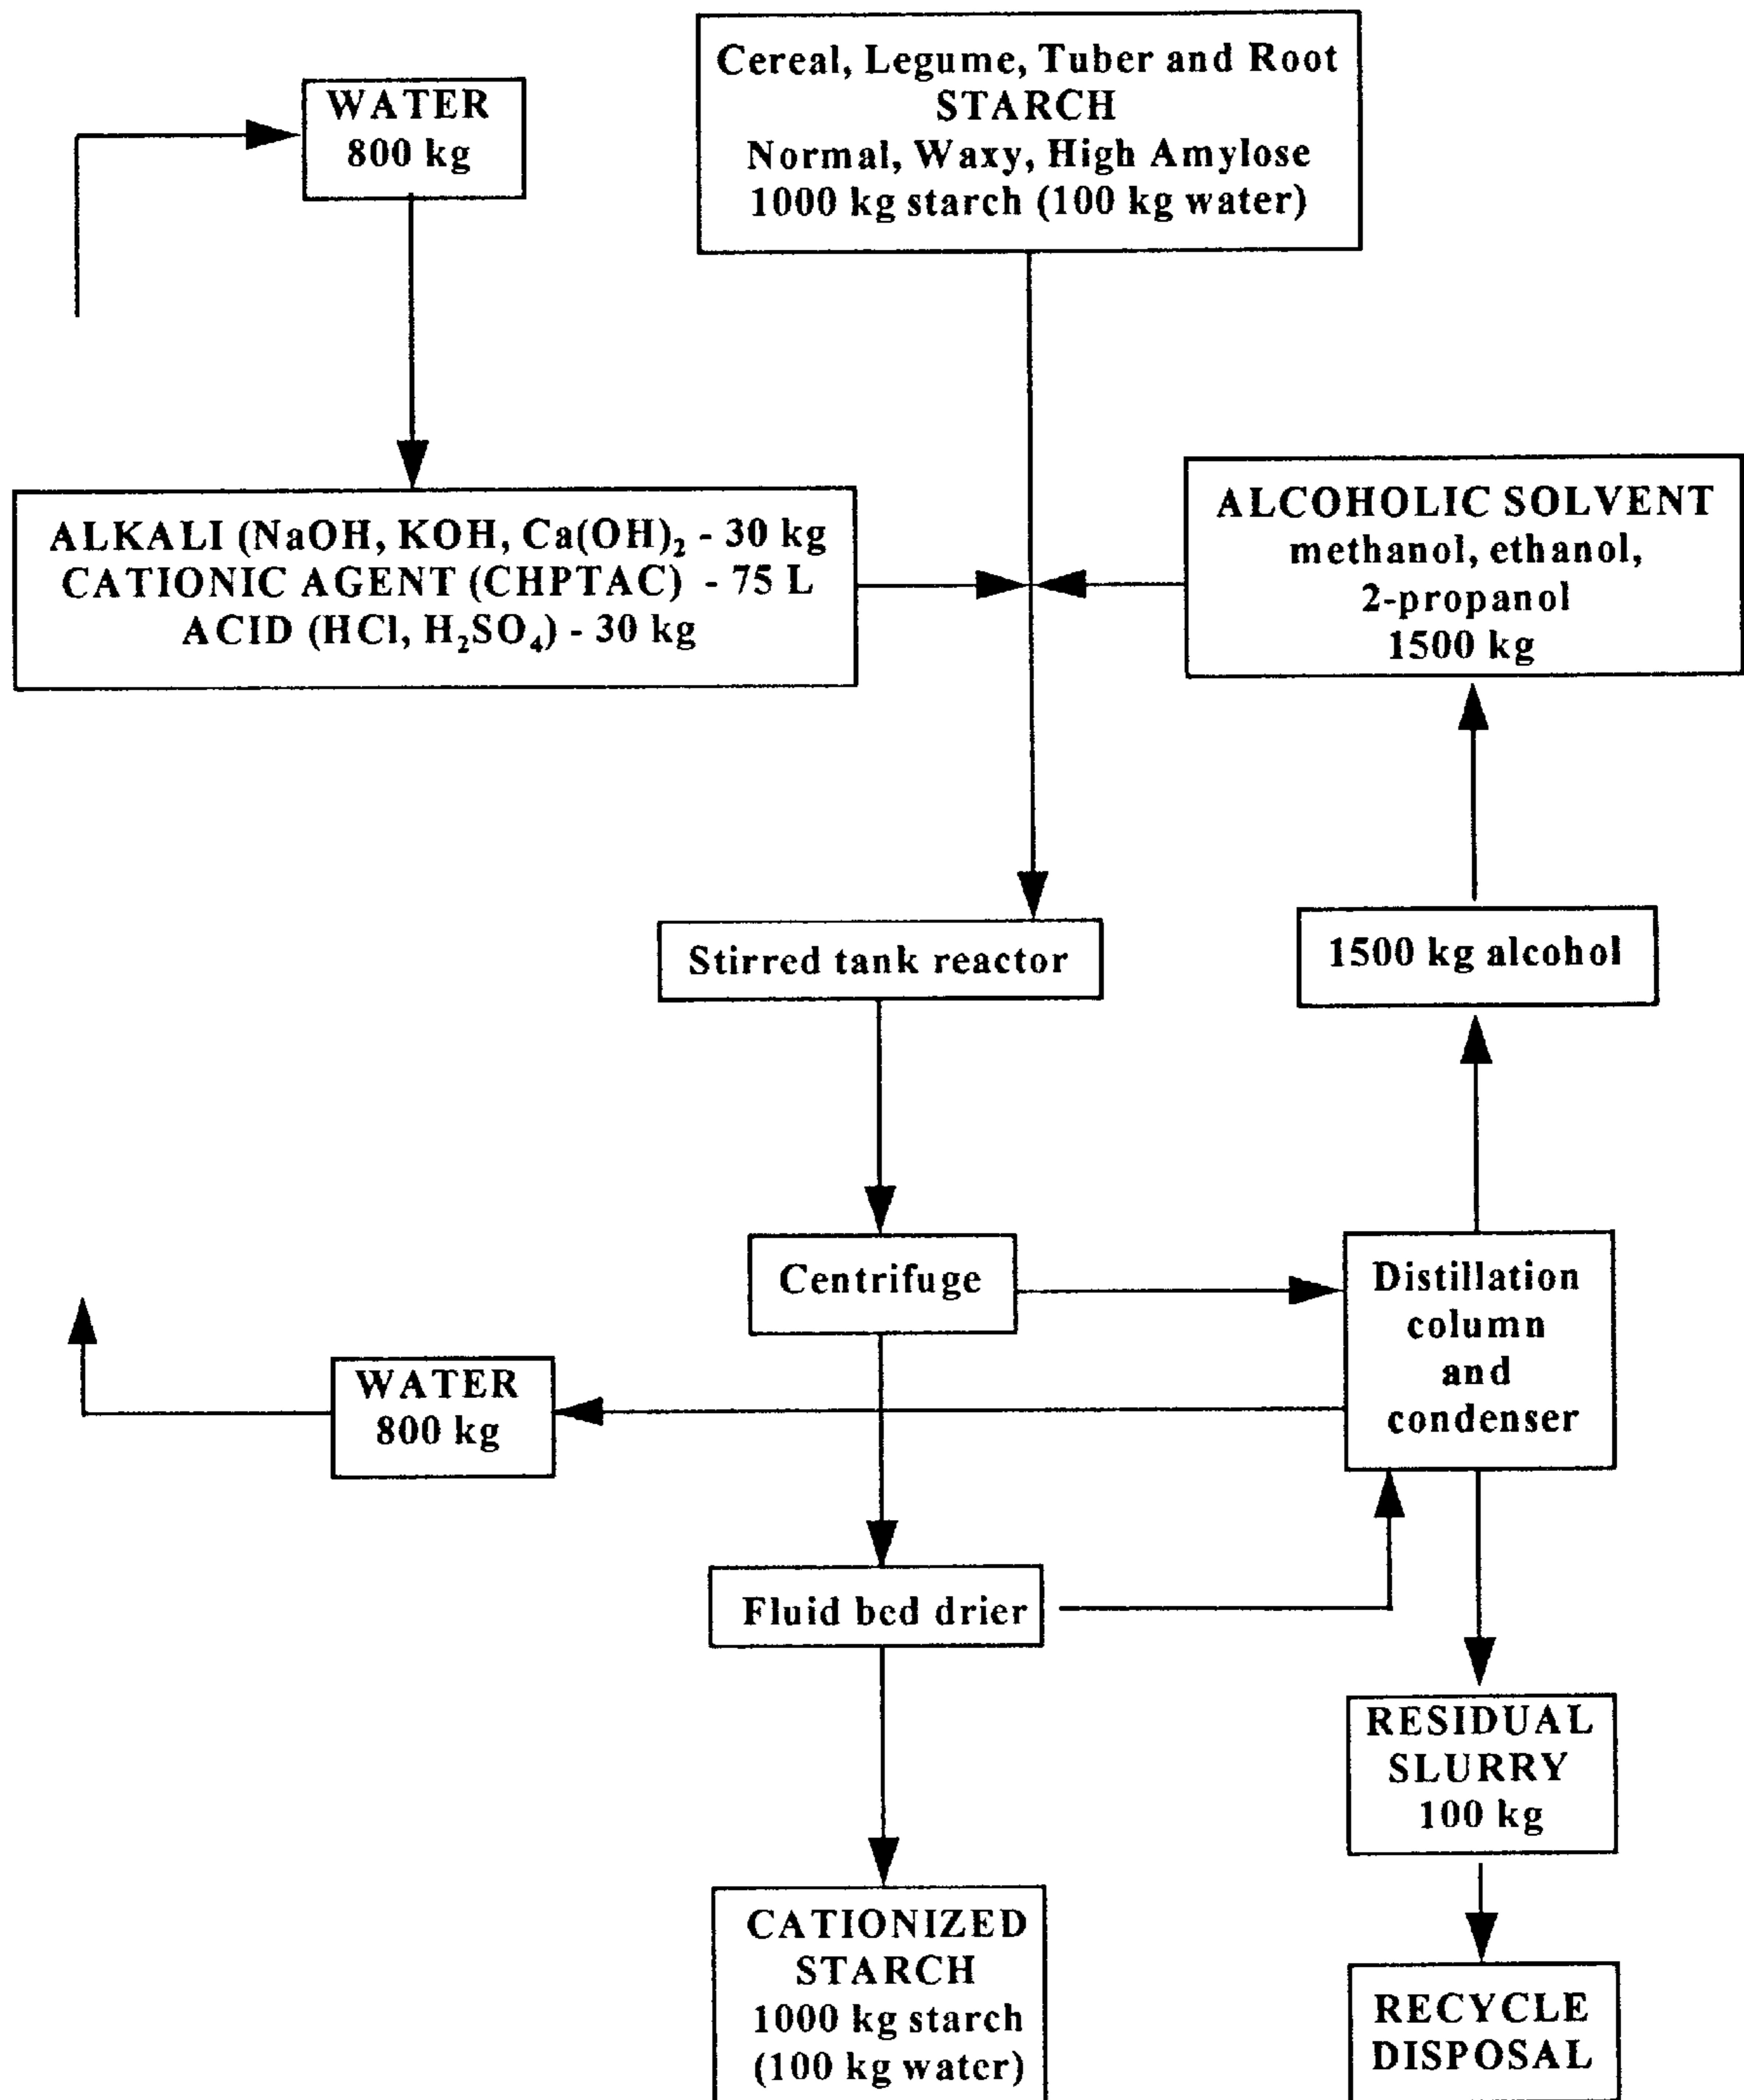 WATER
800 kg
Cereal, Legume, Tuber and Root
STARCH
Normal, Waxy, High Amylose
1000 kg starch (100 kg water)
ALKALI (NaOH, KOH, Ca(OH)₂ - 30 kg
CATIONIC AGENT (CHPTAC) - 75 L
ACID (HCl, H₂SO₄) - 30 kg
ALCOHOLIC SOLVENT
methanol, ethanol,
2-propanol
1500 kg
Stirred tank reactor
1500 kg alcohol
Centrifuge
Distillation
column
and
condenser
WATER
800 kg
Fluid bed drier
RESIDUAL
SLURRY
100 kg
CATIONIZED
STARCH
1000 kg starch
(100 kg water)
RECYCLE
DISPOSAL